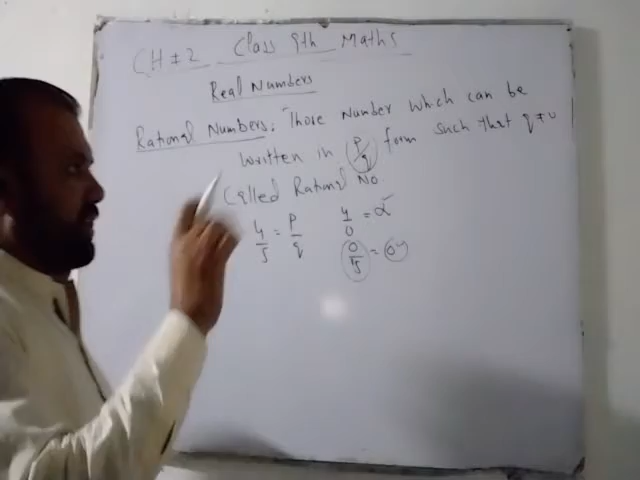 CH # 2 Class 9th Maths
Real Numbers
Rational Numbers: Those Number Which can be
Written in P/q form such that q ≠ 0
Called Rational No.
4/5 = P/q 4/0 = α
0/5 = 0